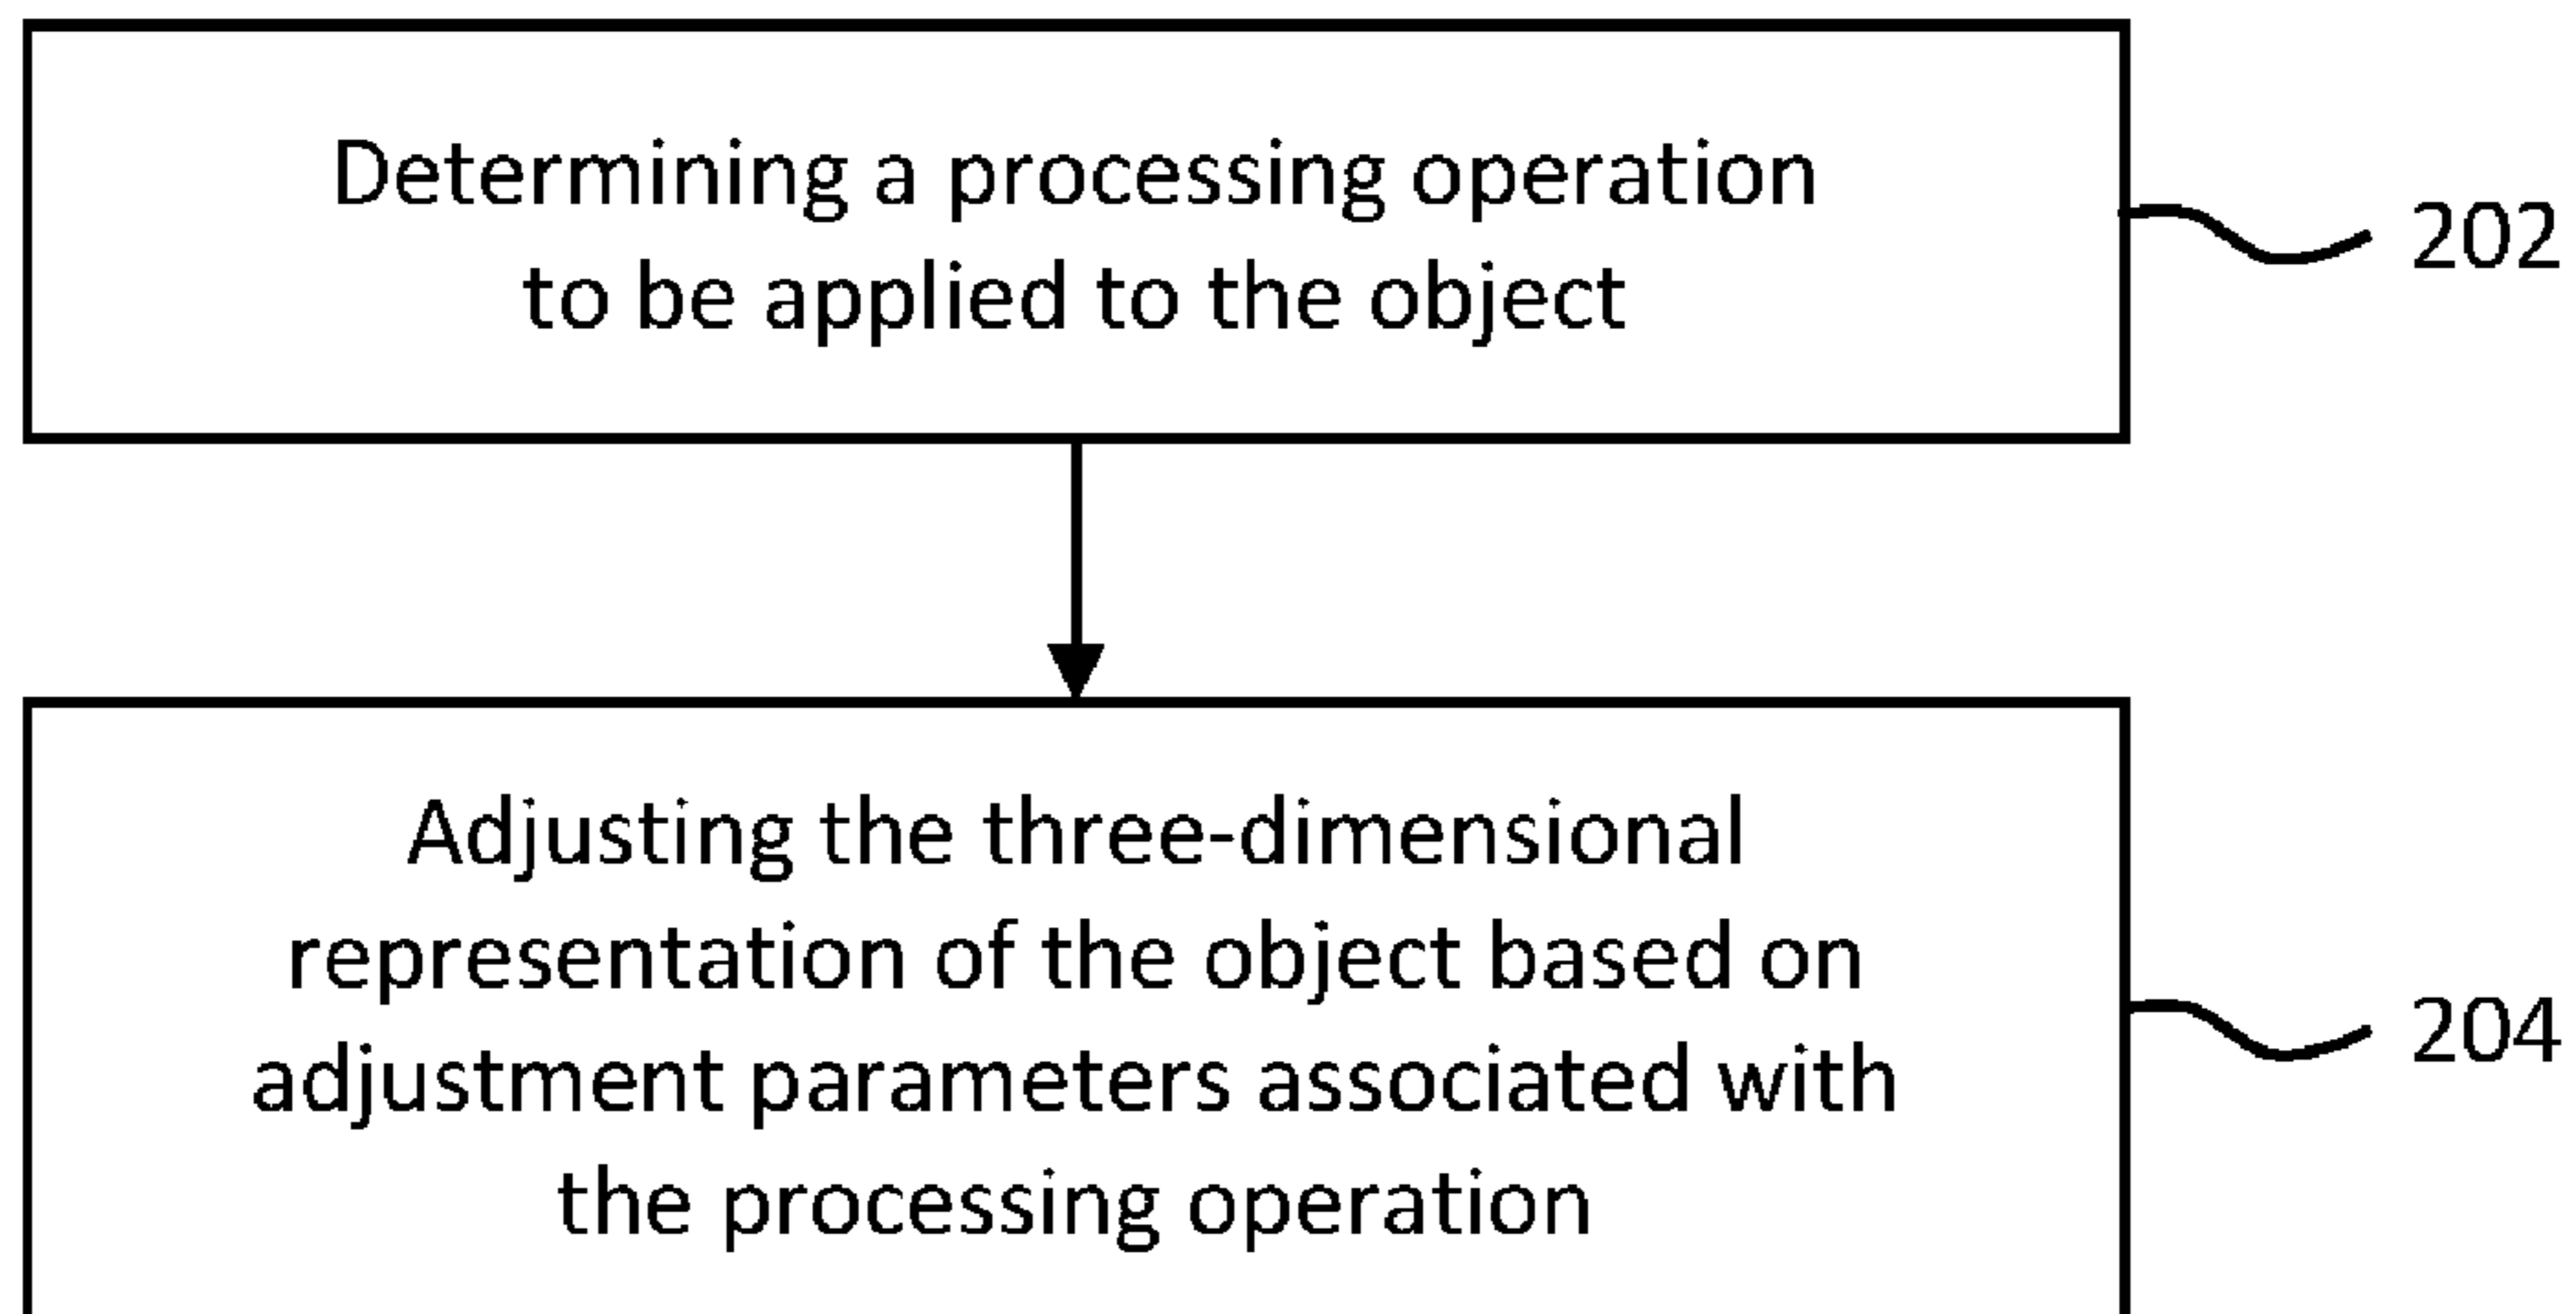 Determining a processing operation
to be applied to the object
202
Adjusting the three-dimensional
representation of the object based on
adjustment parameters associated with
the processing operation
204